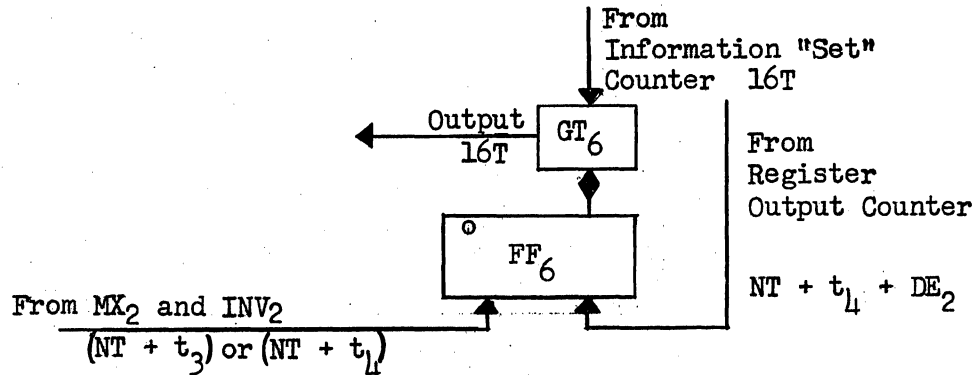 From
Information "Set"
Counter 16T
Output
16T
GT6
From
Register
Output Counter
O
FF6
NT + t4 + DE2
From MX2 and INV2
(NT + t3) or (NT + t4)